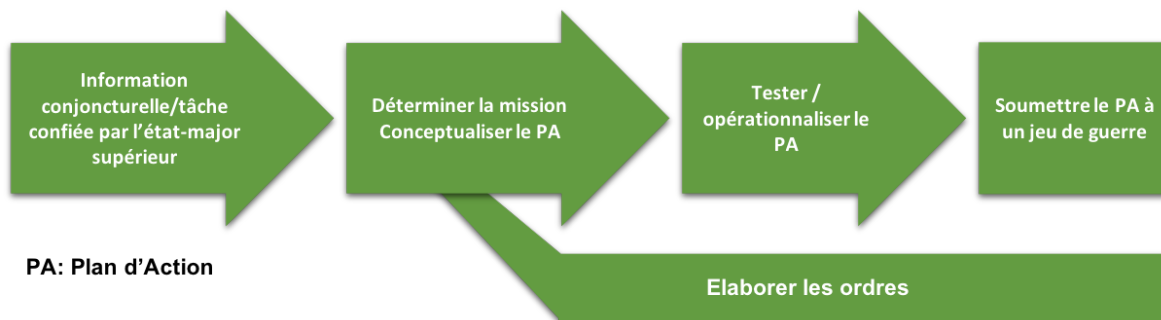 Information
conjoncturelle/tâche
confiée par l'état-major
supérieur
Déterminer la mission
Conceptualiser le PA
Tester /
opérationnaliser le
PA
Soumettre le PA à
un jeu de guerre
PA: Plan d'Action
Elaborer les ordres